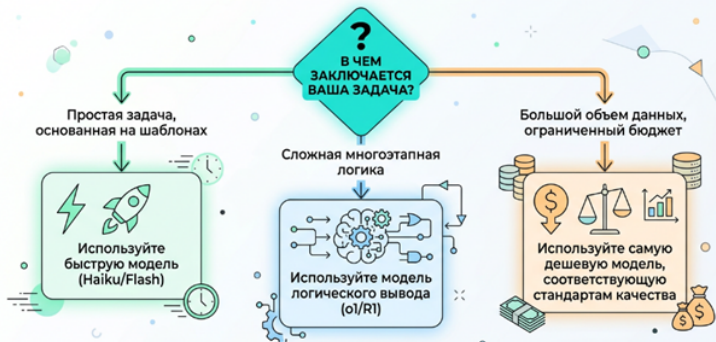 ?
В ЧЕМ
ЗАКЛЮЧАЕТСЯ
ВАША ЗАДАЧА?
Простая задача,
основанная на шаблонах
Используйте
быструю модель
(Haiku/Flash)
Сложная многоэтапная
логика
Используйте модель
логического вывода
(o1/R1)
Большой объем данных,
ограниченный бюджет
$
Используйте самую
дешевую модель,
соответствующую
стандартам качества
$
$